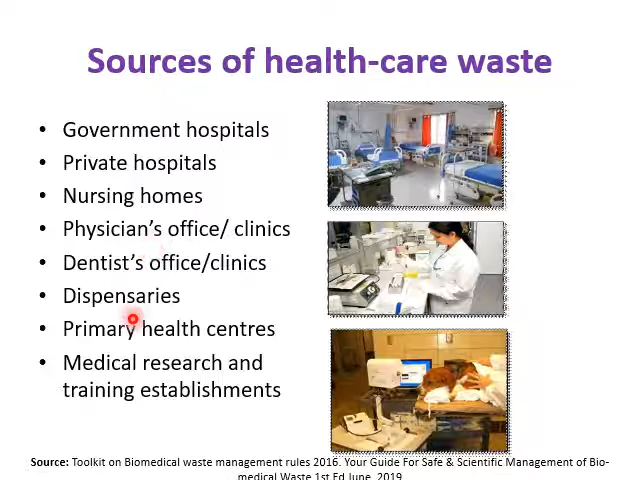 Sources of health-care waste
• Government hospitals
• Private hospitals
• Nursing homes
• Physician's office/ clinics
• Dentist's office/clinics
• Dispensaries
• Primary health centres
• Medical research and
training establishments
Source: Toolkit on Biomedical waste management rules 2016. Your Guide For Safe & Scientific Management of Bio-
medical Waste 1st Ed June, 2019